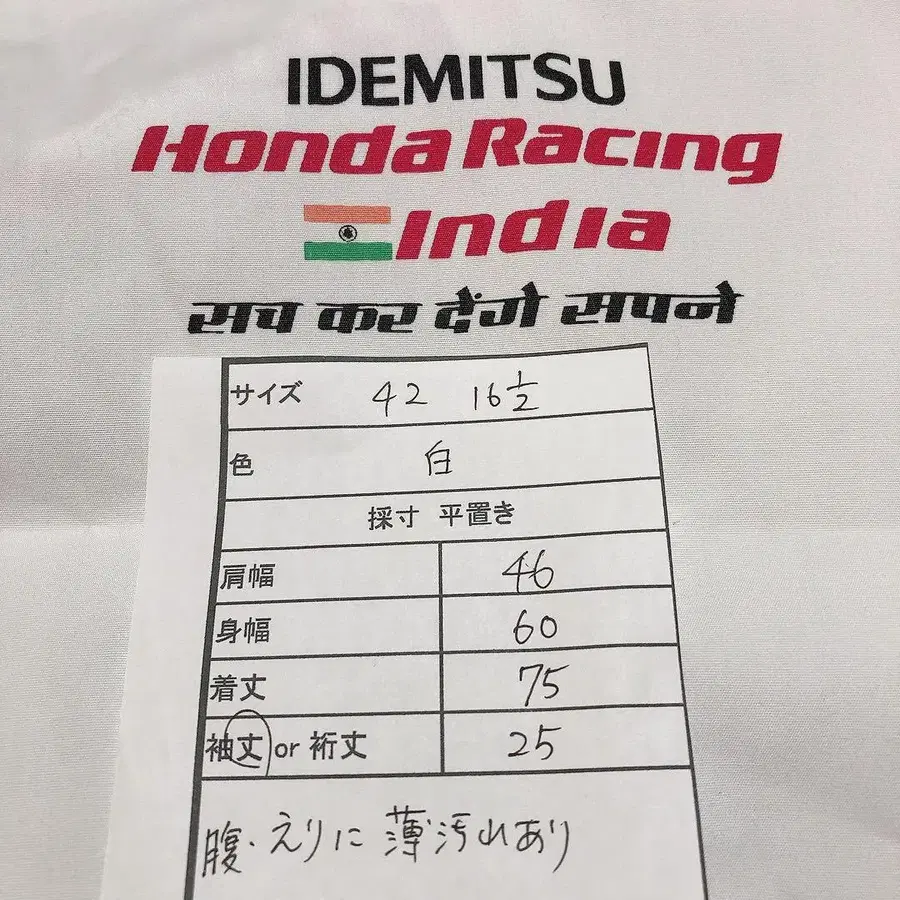 IDEMITSU
Honda Racing
India
सच कर देंगे सपने
サイズ 42 16 1/2
色 白
採寸 平置き
肩幅 46
身幅 60
着丈 75
袖丈 or 裄丈 25
腹・えりに薄汚れあり